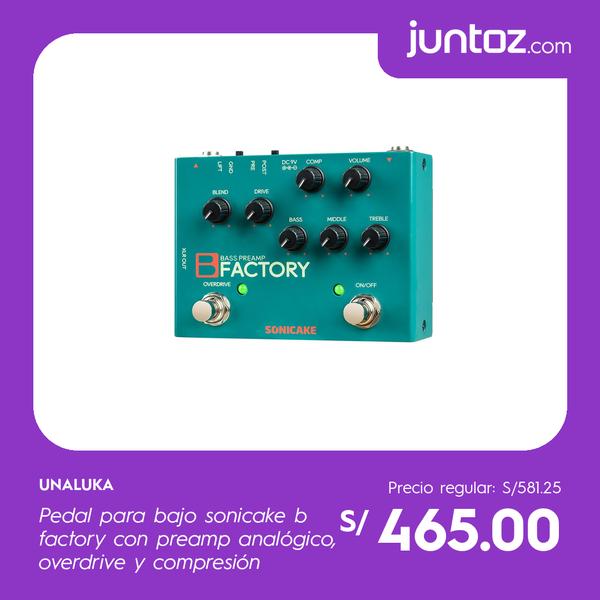 juntoz.com
LIFT
GND
PRE
POST
DC 9V
COMP
VOLUME
BLEND
DRIVE
BASS
MIDDLE
TREBLE
XLR OUT
B BASS PREAMP
FACTORY
OVERDRIVE
ON/OFF
SONICAKE
UNALUKA
Precio regular: S/581.25
Pedal para bajo sonicake b
factory con preamp analógico,
overdrive y compresión
S/ 465.00